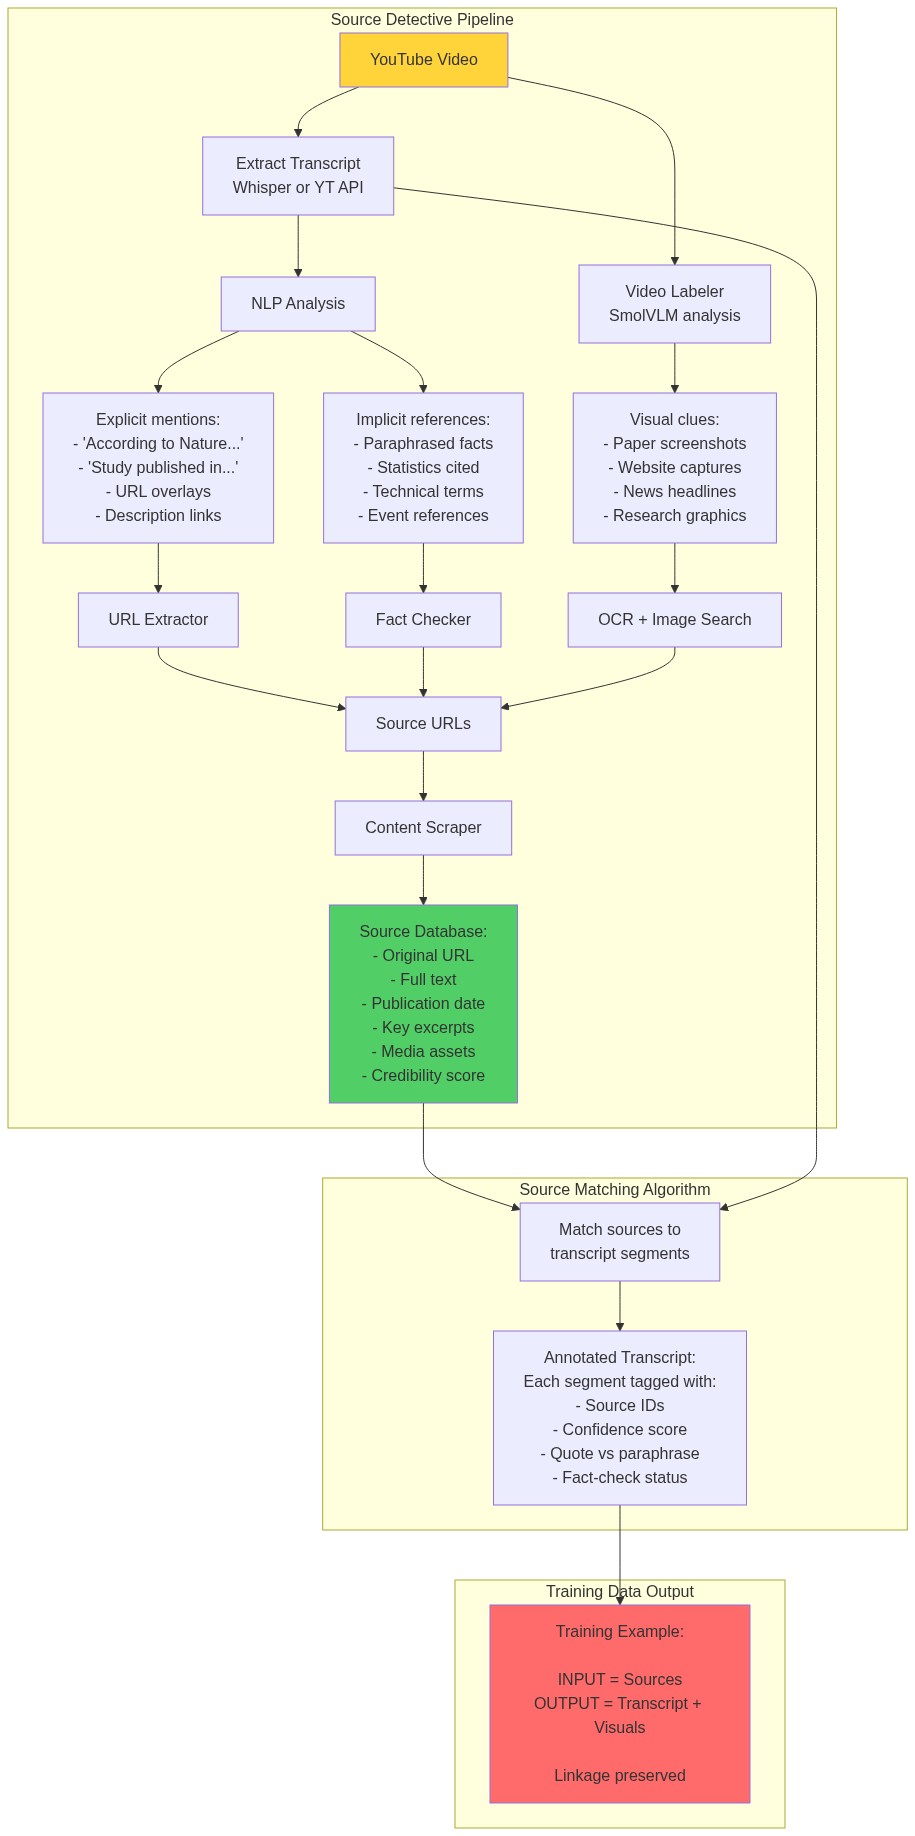 Source Detective Pipeline
YouTube Video
Extract Transcript
Whisper or YT API
NLP Analysis
Video Labeler
SmolVLM analysis
Explicit mentions:
- 'According to Nature...'
- 'Study published in...'
- URL overlays
- Description links
Implicit references:
- Paraphrased facts
- Statistics cited
- Technical terms
- Event references
Visual clues:
- Paper screenshots
- Website captures
- News headlines
- Research graphics
URL Extractor
Fact Checker
OCR + Image Search
Source URLs
Content Scraper
Source Database:
- Original URL
- Full text
- Publication date
- Key excerpts
- Media assets
- Credibility score
Source Matching Algorithm
Match sources to
transcript segments
Annotated Transcript:
Each segment tagged with:
- Source IDs
- Confidence score
- Quote vs paraphrase
- Fact-check status
Training Data Output
Training Example:
INPUT = Sources
OUTPUT = Transcript +
Visuals
Linkage preserved